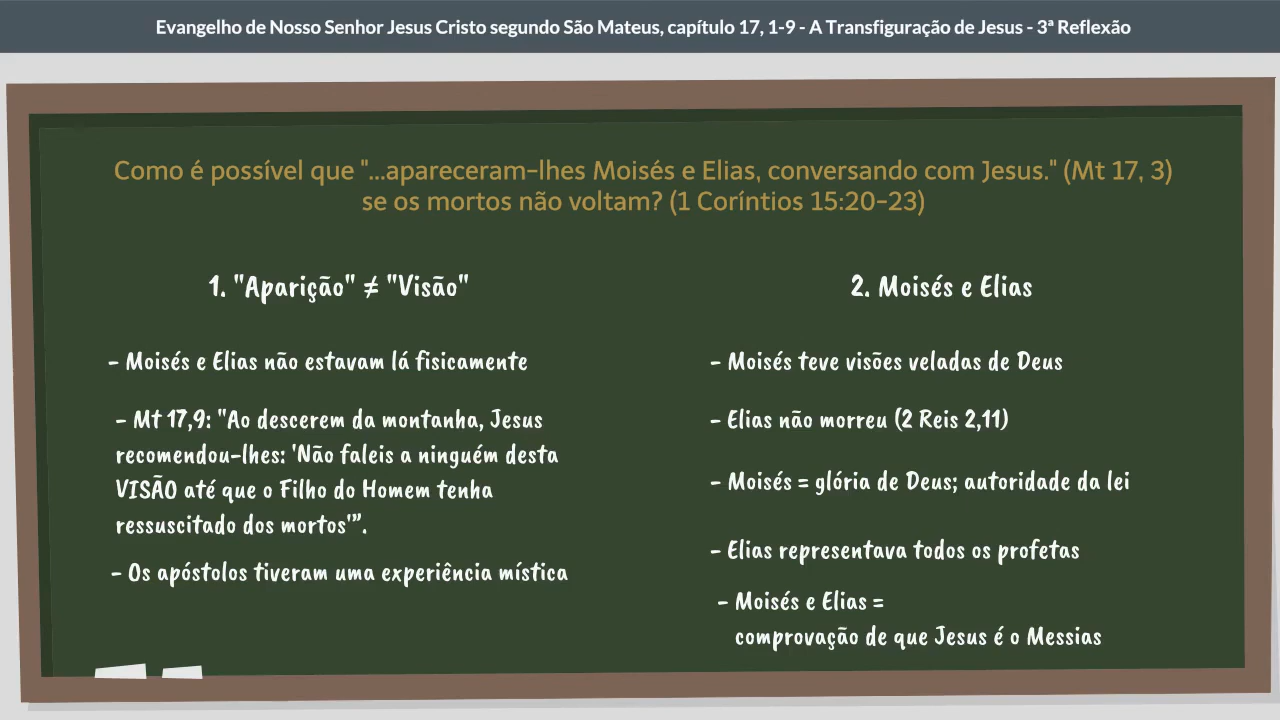 Evangelho de Nosso Senhor Jesus Cristo segundo São Mateus, capítulo 17, 1-9 - A Transfiguração de Jesus - 3ª Reflexão
Como é possível que "...apareceram-lhes Moisés e Elias, conversando com Jesus." (Mt 17, 3)
se os mortos não voltam? (1 Coríntios 15:20-23)
1. "Aparição" ≠ "Visão"
- Moisés e Elias não estavam lá fisicamente
- Mt 17,9: "Ao descerem da montanha, Jesus
recomendou-lhes: 'Não faleis a ninguém desta
VISÃO até que o Filho do Homem tenha
ressuscitado dos mortos'”.
- Os apóstolos tiveram uma experiência mística
2. Moisés e Elias
- Moisés teve visões veladas de Deus
- Elias não morreu (2 Reis 2,11)
- Moisés = glória de Deus; autoridade da lei
- Elias representava todos os profetas
- Moisés e Elias =
comprovação de que Jesus é o Messias